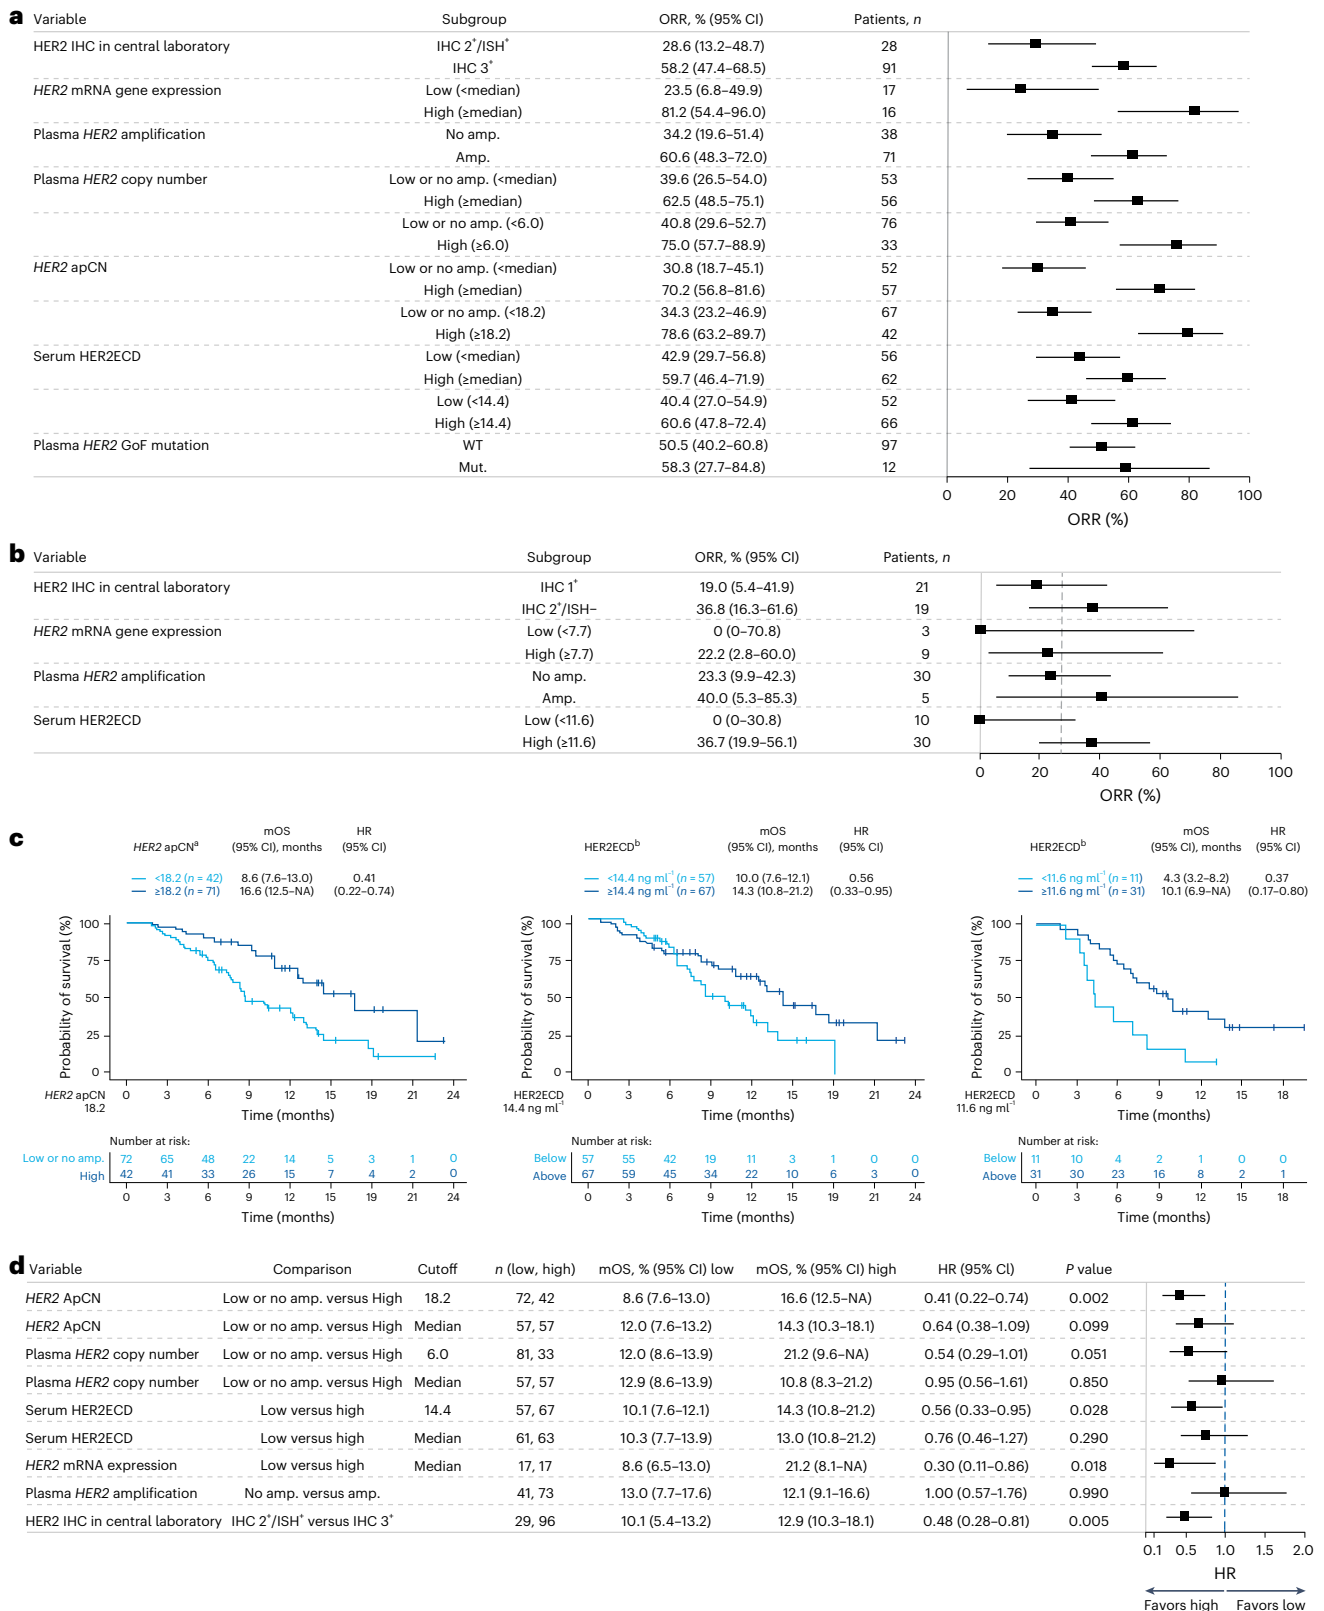 a Variable Subgroup ORR, % (95% CI) Patients, n
HER2 IHC in central laboratory IHC 2+/ISH+ 28.6 (13.2–48.7) 28
IHC 3+ 58.2 (47.4–68.5) 91
HER2 mRNA gene expression Low (<median) 23.5 (6.8–49.9) 17
High (≥median) 81.2 (54.4–96.0) 16
Plasma HER2 amplification No amp. 34.2 (19.6–51.4) 38
Amp. 60.6 (48.3–72.0) 71
Plasma HER2 copy number Low or no amp. (<median) 39.6 (26.5–54.0) 53
High (≥median) 62.5 (48.5–75.1) 56
Low or no amp. (<6.0) 40.8 (29.6–52.7) 76
High (≥6.0) 75.0 (57.7–88.9) 33
HER2 apCN Low or no amp. (<median) 30.8 (18.7–45.1) 52
High (≥median) 70.2 (56.8–81.6) 57
Low or no amp. (<18.2) 34.3 (23.2–46.9) 67
High (≥18.2) 78.6 (63.2–89.7) 42
Serum HER2ECD Low (<median) 42.9 (29.7–56.8) 56
High (≥median) 59.7 (46.4–71.9) 62
Low (<14.4) 40.4 (27.0–54.9) 52
High (≥14.4) 60.6 (47.8–72.4) 66
Plasma HER2 GoF mutation WT 50.5 (40.2–60.8) 97
Mut. 58.3 (27.7–84.8) 12
0 20 40 60 80 100
ORR (%)
b Variable Subgroup ORR, % (95% CI) Patients, n
HER2 IHC in central laboratory IHC 1+ 19.0 (5.4–41.9) 21
IHC 2+/ISH− 36.8 (16.3–61.6) 19
HER2 mRNA gene expression Low (<7.7) 0 (0–70.8) 3
High (≥7.7) 22.2 (2.8–60.0) 9
Plasma HER2 amplification No amp. 23.3 (9.9–42.3) 30
Amp. 40.0 (5.3–85.3) 5
Serum HER2ECD Low (<11.6) 0 (0–30.8) 10
High (≥11.6) 36.7 (19.9–56.1) 30
0 20 40 60 80 100
ORR (%)
c
HER2 apCNa mOS (95% CI), months HR (95% CI)
<18.2 (n = 42) 8.6 (7.6–13.0) 0.41
≥18.2 (n = 71) 16.6 (12.5–NA) (0.22–0.74)
Probability of survival (%)
100
75
50
25
0
0 3 6 9 12 15 18 21 24
HER2 apCN
18.2
Time (months)
Number at risk:
Low or no amp. 72 65 48 22 14 5 3 1 0
High 42 41 33 26 15 7 4 2 0
0 3 6 9 12 15 19 21 24
Time (months)
HER2ECDb mOS (95% CI), months HR (95% CI)
<14.4 ng ml−1 (n = 57) 10.0 (7.6–12.1) 0.56
≥14.4 ng ml−1 (n = 67) 14.3 (10.8–21.2) (0.33–0.95)
Probability of survival (%)
100
75
50
25
0
0 3 6 9 12 15 18 21 24
HER2ECD
14.4 ng ml−1
Time (months)
Number at risk:
Below 57 55 42 19 11 3 1 0 0
Above 67 59 45 34 22 10 6 3 0
0 3 6 9 12 15 19 21 24
Time (months)
HER2ECDb mOS (95% CI), months HR (95% CI)
<11.6 ng ml−1 (n = 11) 4.3 (3.2–8.2) 0.37
≥11.6 ng ml−1 (n = 31) 10.1 (6.9–NA) (0.17–0.80)
Probability of survival (%)
100
75
50
25
0
0 3 6 9 12 15 18
HER2ECD
11.6 ng ml−1
Time (months)
Number at risk:
Below 11 10 4 2 1 0 0
Above 31 30 23 16 8 2 1
0 3 6 9 12 15 18
Time (months)
d Variable Comparison Cutoff n (low, high) mOS, % (95% CI) low mOS, % (95% CI) high HR (95% CI) P value
HER2 ApCN Low or no amp. versus High 18.2 72, 42 8.6 (7.6–13.0) 16.6 (12.5–NA) 0.41 (0.22–0.74) 0.002
HER2 ApCN Low or no amp. versus High Median 57, 57 12.0 (7.6–13.2) 14.3 (10.3–18.1) 0.64 (0.38–1.09) 0.099
Plasma HER2 copy number Low or no amp. versus High 6.0 81, 33 12.0 (8.6–13.9) 21.2 (9.6–NA) 0.54 (0.29–1.01) 0.051
Plasma HER2 copy number Low or no amp. versus High Median 57, 57 12.9 (8.6–13.9) 10.8 (8.3–21.2) 0.95 (0.56–1.61) 0.850
Serum HER2ECD Low versus high 14.4 57, 67 10.1 (7.6–12.1) 14.3 (10.8–21.2) 0.56 (0.33–0.95) 0.028
Serum HER2ECD Low versus high Median 61, 63 10.3 (7.7–13.9) 13.0 (10.8–21.2) 0.76 (0.46–1.27) 0.290
HER2 mRNA expression Low versus high Median 17, 17 8.6 (6.5–13.0) 21.2 (8.1–NA) 0.30 (0.11–0.86) 0.018
Plasma HER2 amplification No amp. versus amp. 41, 73 13.0 (7.7–17.6) 12.1 (9.1–16.6) 1.00 (0.57–1.76) 0.990
HER2 IHC in central laboratory IHC 2+/ISH+ versus IHC 3+ 29, 96 10.1 (5.4–13.2) 12.9 (10.3–18.1) 0.48 (0.28–0.81) 0.005
0.1 0.5 1.0 1.5 2.0
HR
Favors high Favors low